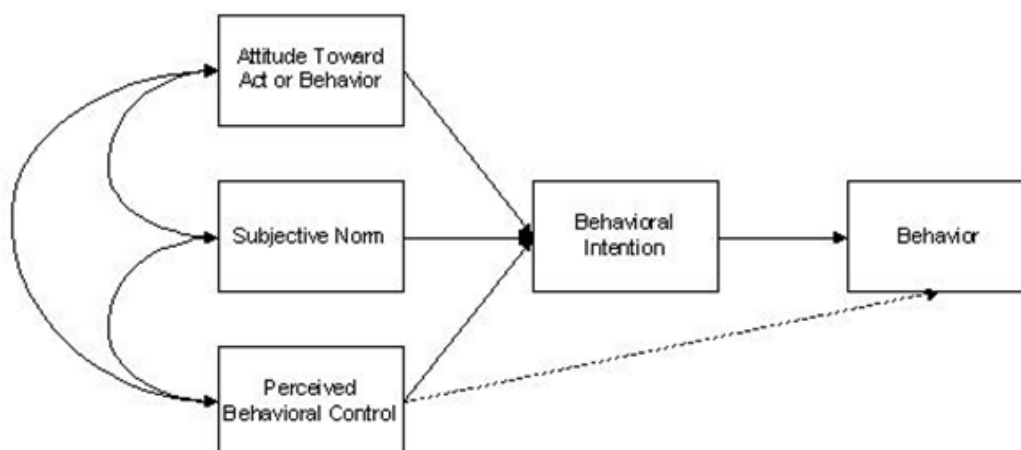 Attitude Toward
Act or Behavior
Subjective Norm
Behavioral
Intention
Behavior
Perceived
Behavioral Control